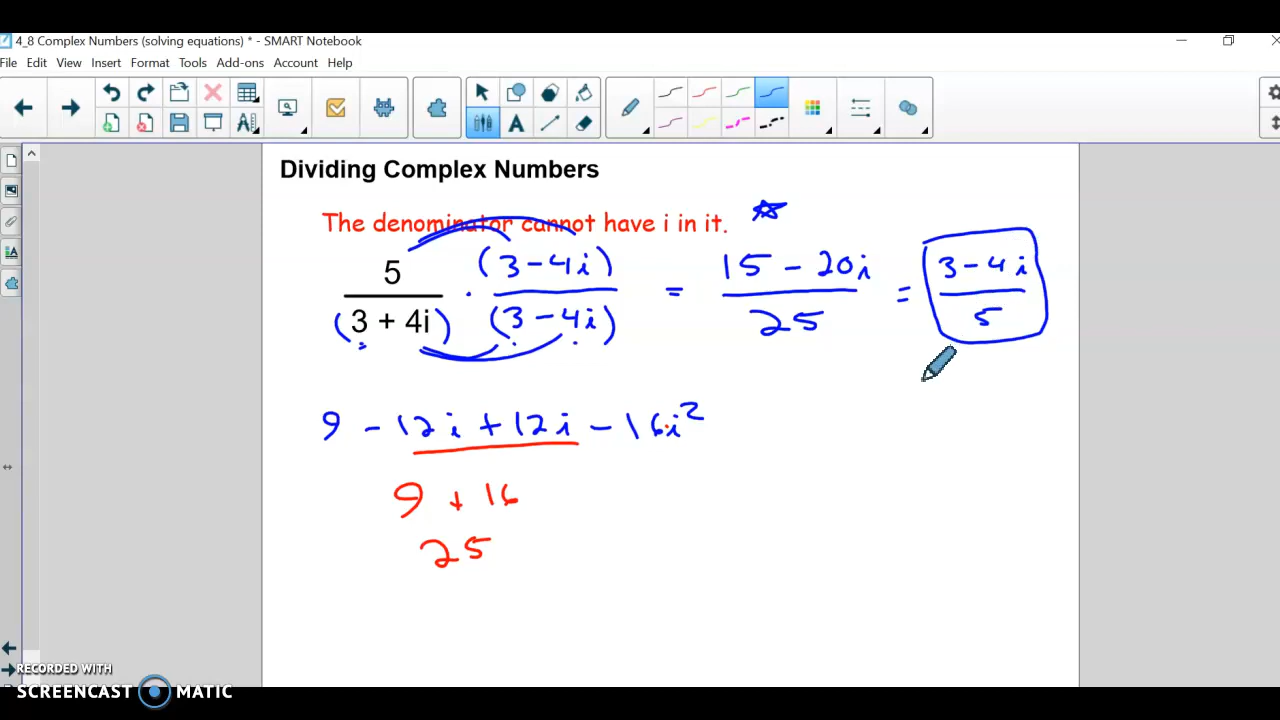 4_8 Complex Numbers (solving equations) * - SMART Notebook
File Edit View Insert Format Tools Add-ons Account Help
Dividing Complex Numbers
The denominator cannot have i in it.
5/(3 + 4i) · (3 - 4i)/(3 - 4i) = 15 - 20i/25 = 3 - 4i/5
9 - 12i + 12i - 16i²
9 + 16
25
RECORDED WITH
SCREENCAST MATIC